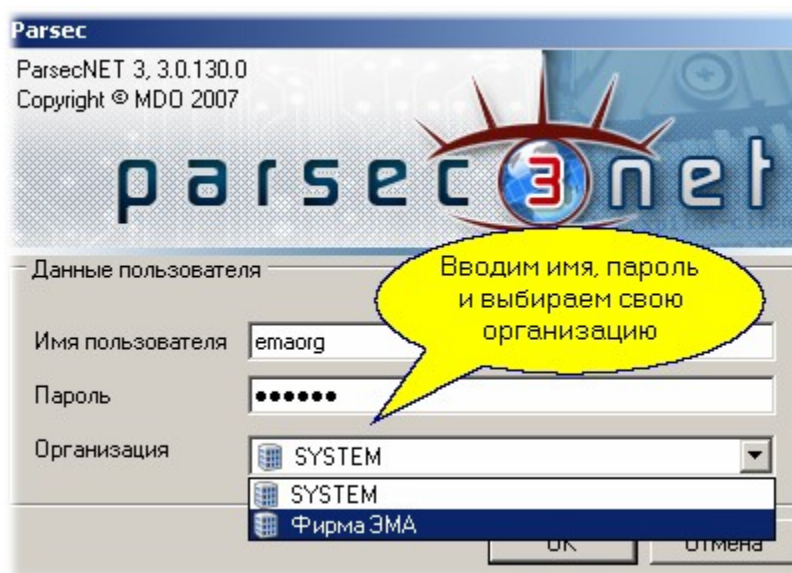 Parsec
ParsecNET 3, 3.0.130.0
Copyright © MDO 2007
parsec 3 net
Данные пользователя
Вводим имя, пароль
и выбираем свою
организацию
Имя пользователя emaorg
Пароль ●●●●●●
Организация SYSTEM
SYSTEM
Фирма ЭМА
OK Отмена